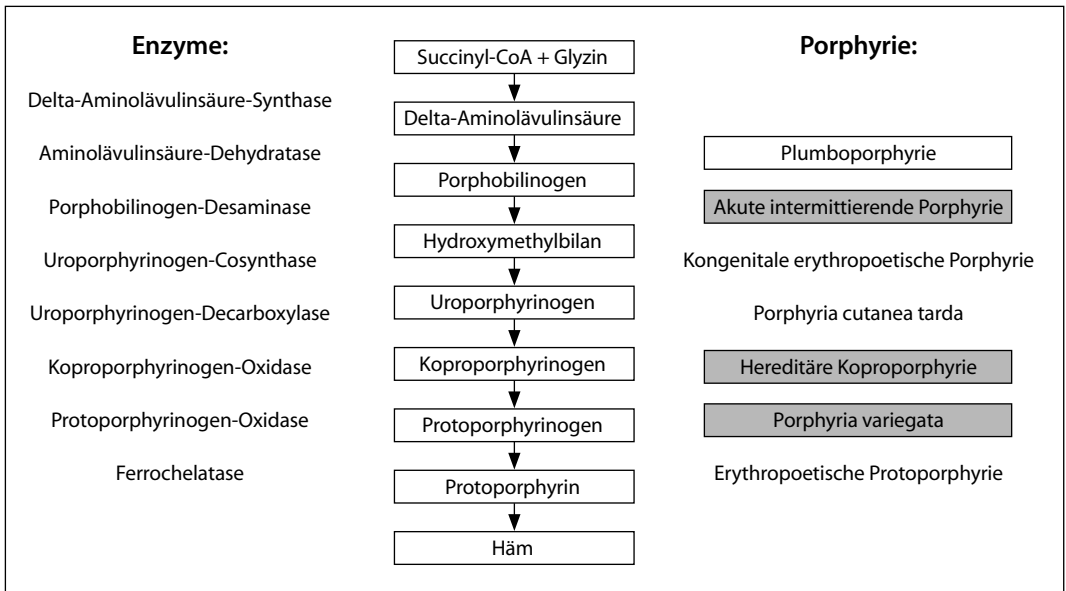 Enzyme:
Delta-Aminolävulinsäure-Synthase
Aminolävulinsäure-Dehydratase
Porphobilinogen-Desaminase
Uroporphyrinogen-Cosynthase
Uroporphyrinogen-Decarboxylase
Koproporphyrinogen-Oxidase
Protoporphyrinogen-Oxidase
Ferrochelatase
Succinyl-CoA + Glyzin
Delta-Aminolävulinsäure
Porphobilinogen
Hydroxymethylbilan
Uroporphyrinogen
Koproporphyrinogen
Protoporphyrinogen
Protoporphyrin
Häm
Porphyrie:
Plumboporphyrie
Akute intermittierende Porphyrie
Kongenitale erythropoetische Porphyrie
Porphyria cutanea tarda
Hereditäre Koproporphyrie
Porphyria variegata
Erythropoetische Protoporphyrie